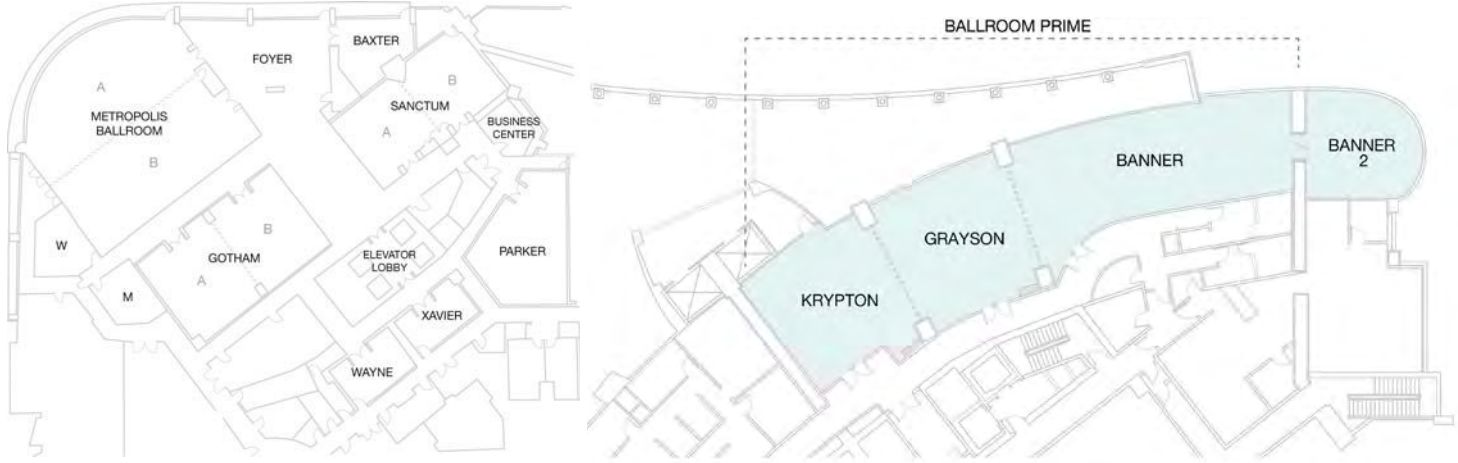 BAXTER
FOYER
A
METROPOLIS
BALLROOM
B
B
SANCTUM
A
BUSINESS
CENTER
W
M
GOTHAM
B
A
ELEVATOR
LOBBY
PARKER
XAVIER
WAYNE
BALLROOM PRIME
BANNER
BANNER
2
GRAYSON
KRYPTON